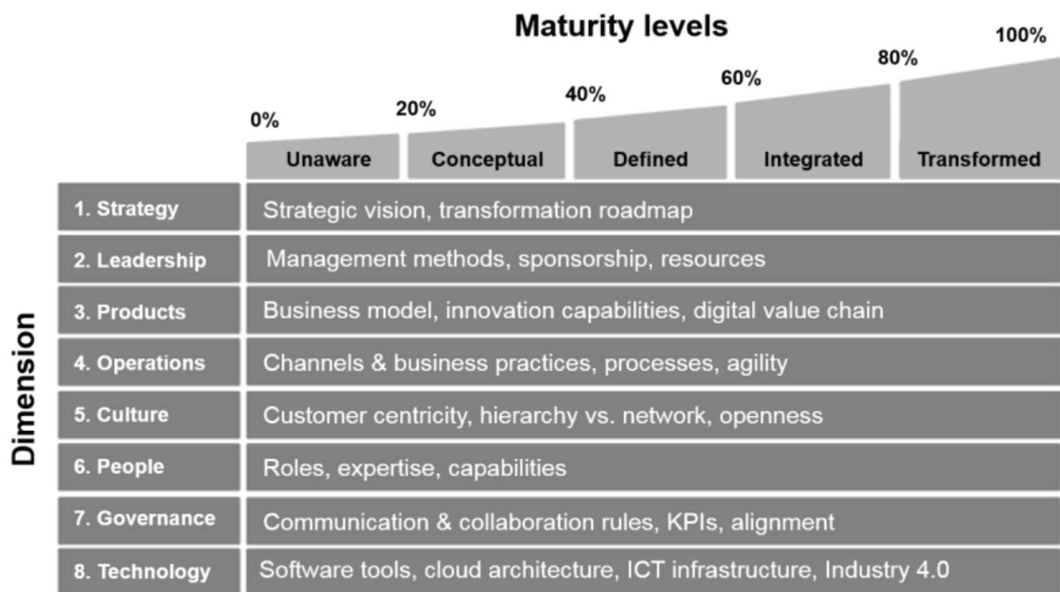 Maturity levels
0%
20%
40%
60%
80%
100%
Unaware
Conceptual
Defined
Integrated
Transformed
Dimension
1. Strategy
Strategic vision, transformation roadmap
2. Leadership
Management methods, sponsorship, resources
3. Products
Business model, innovation capabilities, digital value chain
4. Operations
Channels & business practices, processes, agility
5. Culture
Customer centricity, hierarchy vs. network, openness
6. People
Roles, expertise, capabilities
7. Governance
Communication & collaboration rules, KPIs, alignment
8. Technology
Software tools, cloud architecture, ICT infrastructure, Industry 4.0